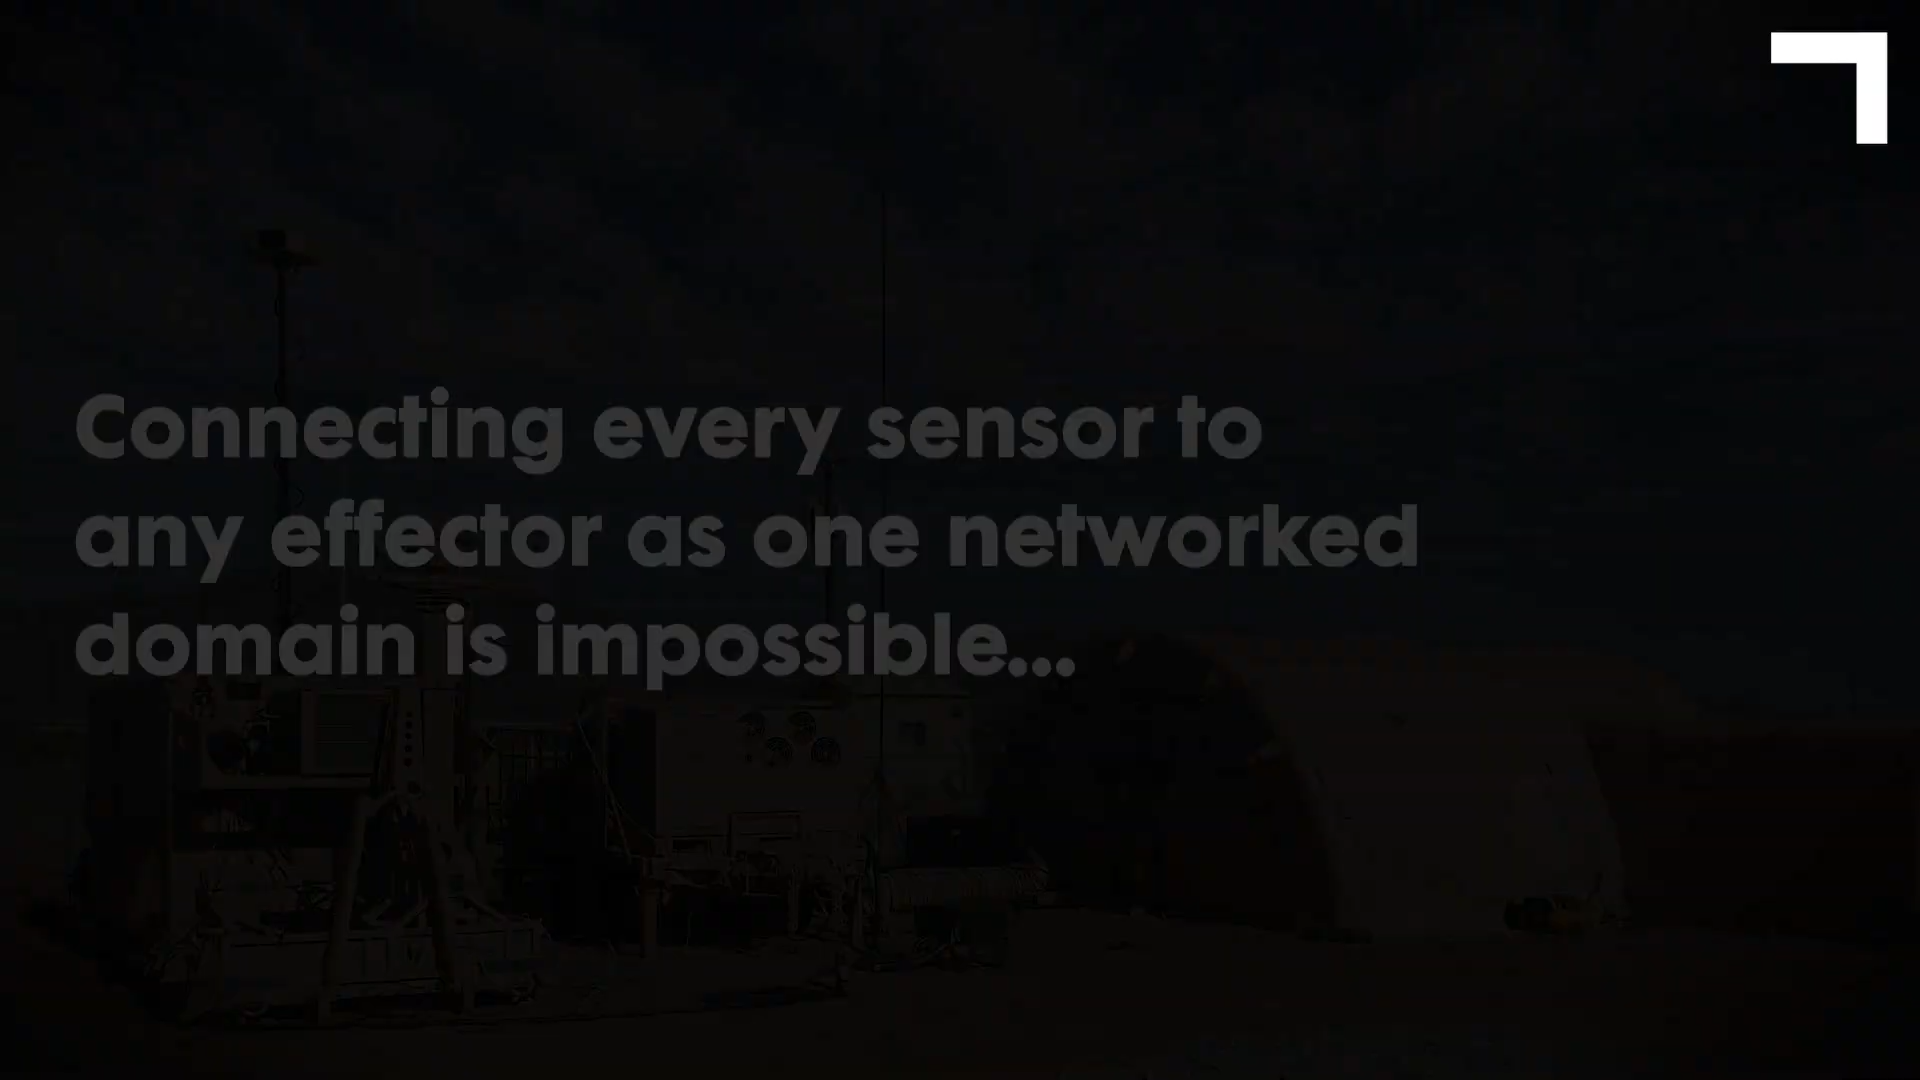 Connecting every sensor to
any effector as one networked
domain is impossible...